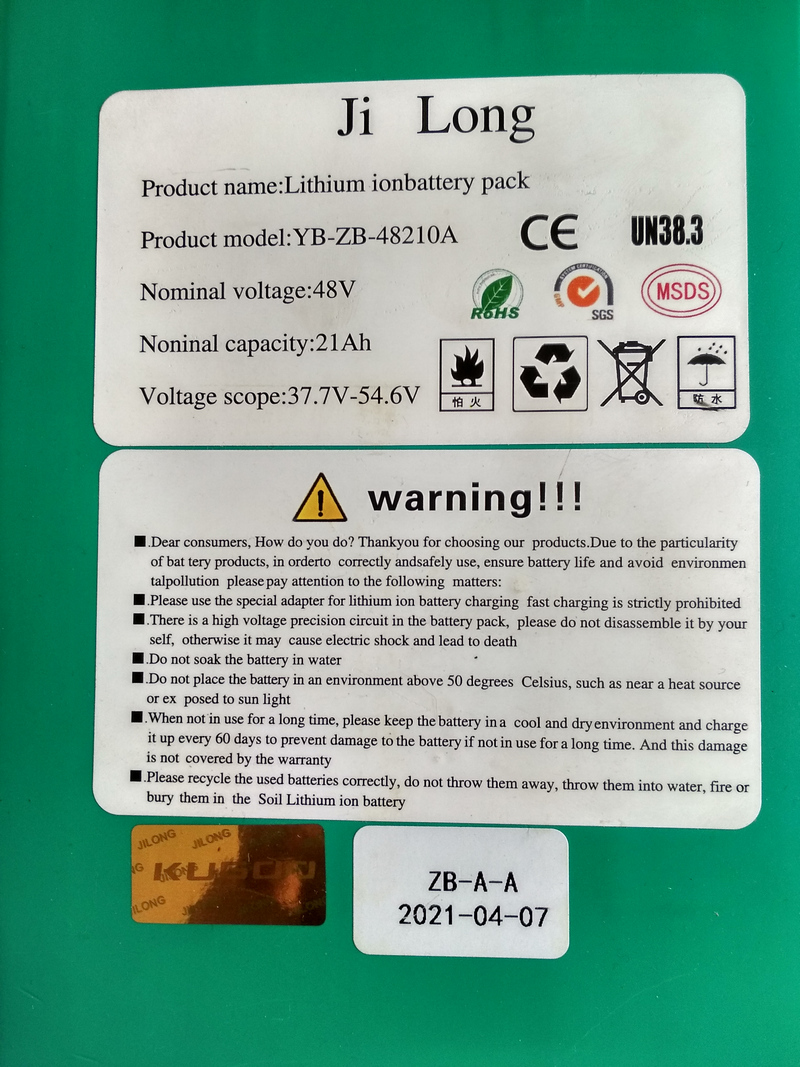 Ji Long
Product name:Lithium ionbattery pack
Product model:YB-ZB-48210A
CE
UN38.3
Nominal voltage:48V
RoHS
SYSTEM CERTIFICATION
SGS
MSDS
Noninal capacity:21Ah
Voltage scope:37.7V-54.6V
怕 火
防 水
warning!!!
.Dear consumers, How do you do? Thankyou for choosing our products.Due to the particularity
of bat tery products, in orderto correctly andsafely use, ensure battery life and avoid environmen
talpollution please pay attention to the following matters:
.Please use the special adapter for lithium ion battery charging fast charging is strictly prohibited
.There is a high voltage precision circuit in the battery pack, please do not disassemble it by your
self, otherwise it may cause electric shock and lead to death
.Do not soak the battery in water
.Do not place the battery in an environment above 50 degrees Celsius, such as near a heat source
or ex posed to sun light
.When not in use for a long time, please keep the battery in a cool and dry environment and charge
it up every 60 days to prevent damage to the battery if not in use for a long time. And this damage
is not covered by the warranty
.Please recycle the used batteries correctly, do not throw them away, throw them into water, fire or
bury them in the Soil Lithium ion battery
JILONG JILONG
JILONG
ZB-A-A
2021-04-07